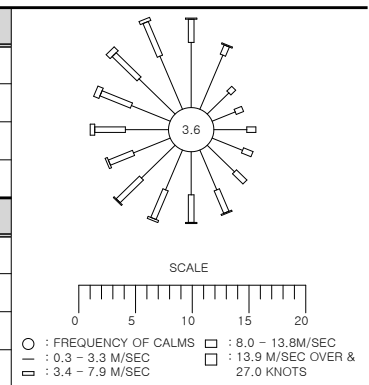 3.6
SCALE
0 5 10 15 20
: FREQUENCY OF CALMS
: 0.3 - 3.3 M/SEC
: 3.4 - 7.9 M/SEC
: 8.0 - 13.8M/SEC
: 13.9 M/SEC OVER &
27.0 KNOTS